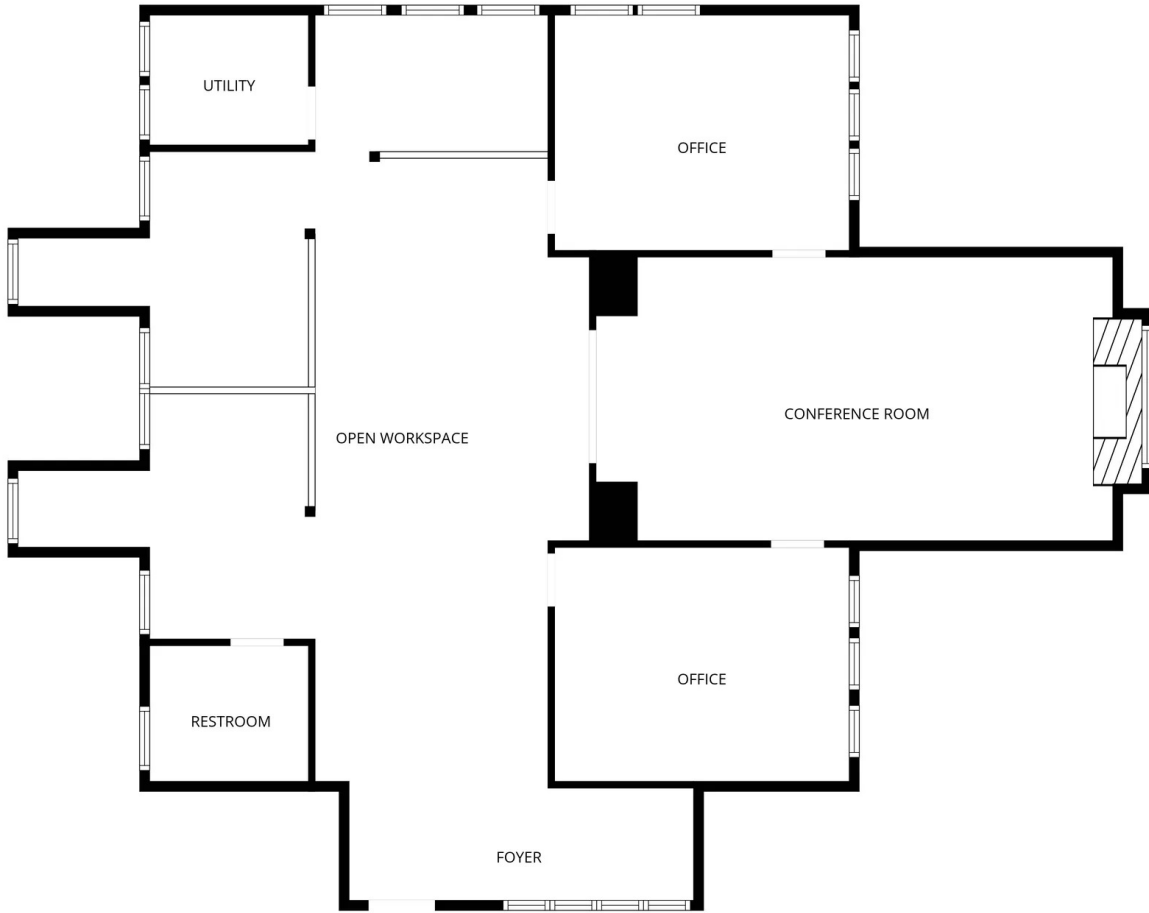 UTILITY
OFFICE
CONFERENCE ROOM
OPEN WORKSPACE
OFFICE
RESTROOM
FOYER